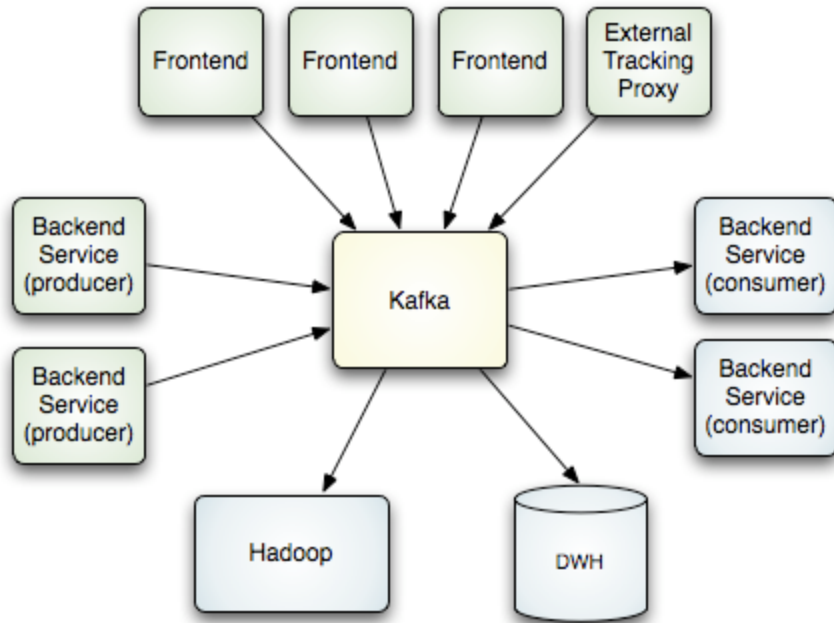 Frontend
Frontend
Frontend
External
Tracking
Proxy
Backend
Service
(producer)
Kafka
Backend
Service
(consumer)
Backend
Service
(producer)
Backend
Service
(consumer)
Hadoop
DWH